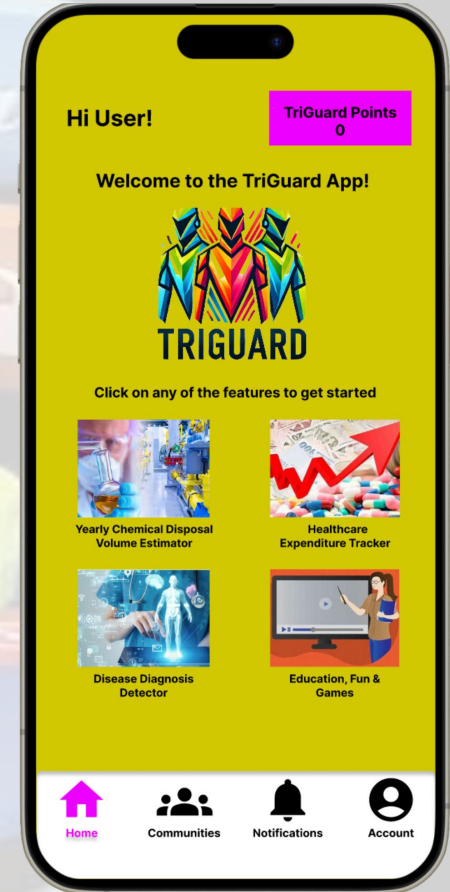 Hi User!
TriGuard Points
0
Welcome to the TriGuard App!
TRIGUARD
Click on any of the features to get started
Yearly Chemical Disposal
Volume Estimator
Healthcare
Expenditure Tracker
Disease Diagnosis
Detector
Education, Fun &
Games
Home
Communities
Notifications
Account